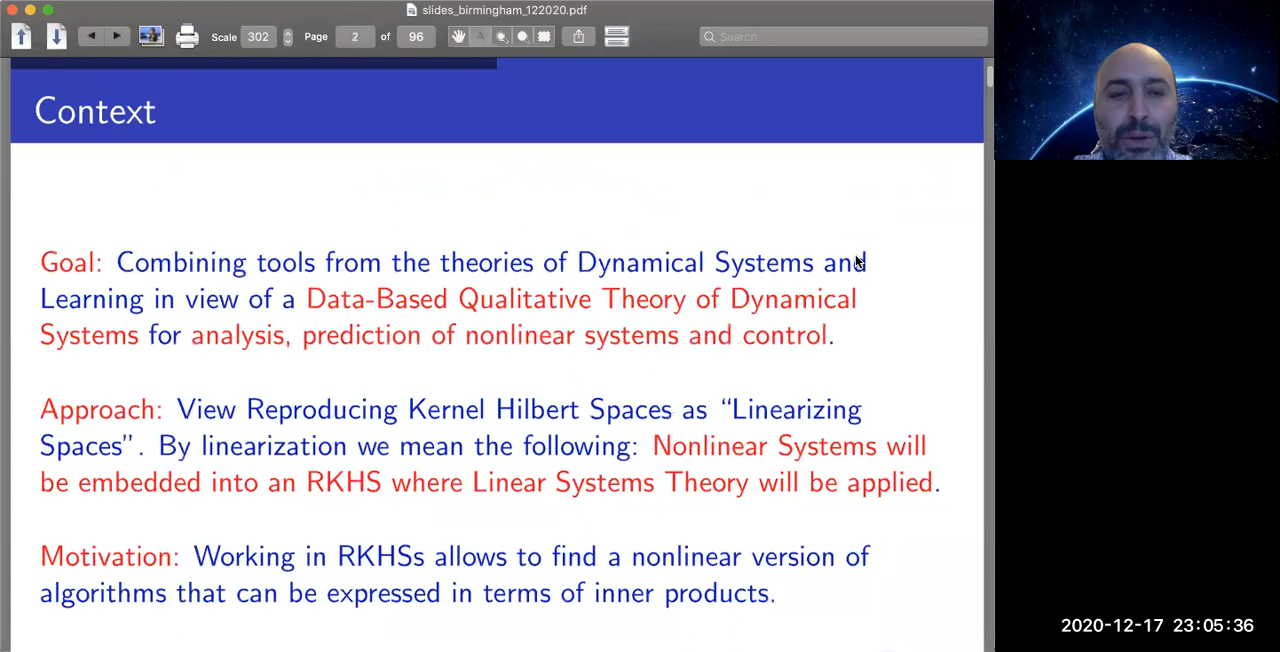 slides_birmingham_122020.pdf
Scale 302 Page 2 of 96 Search
Context
Goal: Combining tools from the theories of Dynamical Systems and
Learning in view of a Data-Based Qualitative Theory of Dynamical
Systems for analysis, prediction of nonlinear systems and control.
Approach: View Reproducing Kernel Hilbert Spaces as “Linearizing
Spaces”. By linearization we mean the following: Nonlinear Systems will
be embedded into an RKHS where Linear Systems Theory will be applied.
Motivation: Working in RKHSs allows to find a nonlinear version of
algorithms that can be expressed in terms of inner products.
2020-12-17 23:05:36